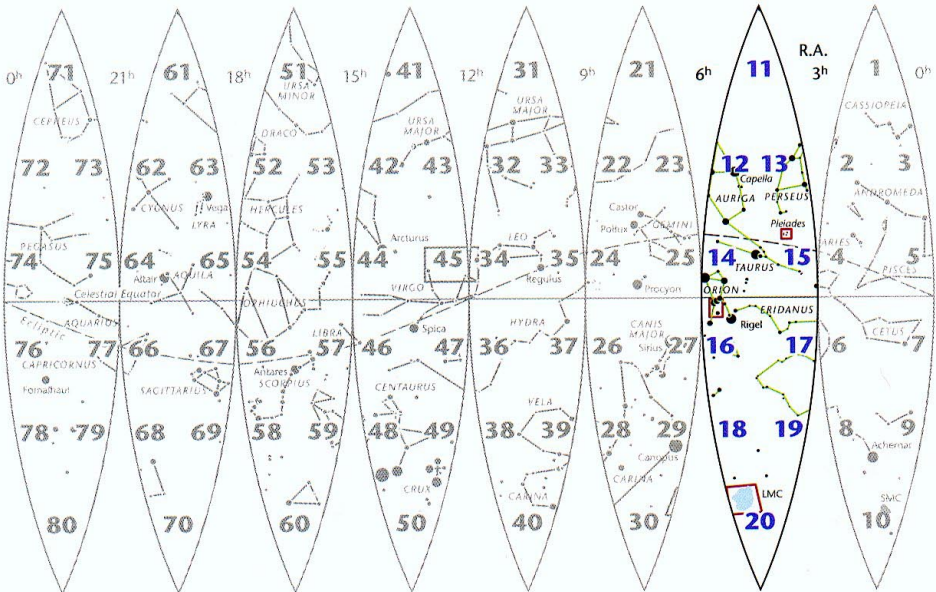 R.A.
0h 21h 18h 15h 12h 9h 6h 3h 0h
71 61 51 41 31 21 11 1
URSA MINOR
URSA MAJOR
URSA MAJOR
CASSIOPEIA
CEPHEUS
DRACO
72 73 62 63 52 53 42 43 32 33 22 23 12 13 2 3
Capella
CYGNUS
Vega
LYRA
HERCULES
Castor
Pollux
GEMINI
AURIGA
PERSEUS
Pleiades
ANDROMEDA
PEGASUS
Arcturus
LEO
ARIES
74 75 64 65 54 55 44 45 34 35 24 25 14 15 4 5
Altair
AQUILA
Regulus
TAURUS
PISCES
Celestial Equator
OPHIUCHUS
VIRGO
Procyon
ORION
ERIDANUS
Ecliptic
AQUARIUS
LIBRA
Spica
HYDRA
CANIS MAJOR
Sirius
Rigel
CETUS
76 77 66 67 56 57 46 47 36 37 26 27 16 17 6 7
CAPRICORNUS
Fomalhaut
SAGITTARIUS
Antares
SCORPIUS
CENTAURUS
VELA
78 79 68 69 58 59 48 49 38 39 28 29 18 19 8 9
Canopus
Achernar
CRUX
CARINA
CARINA
LMC
SMC
80 70 60 50 40 30 20 10